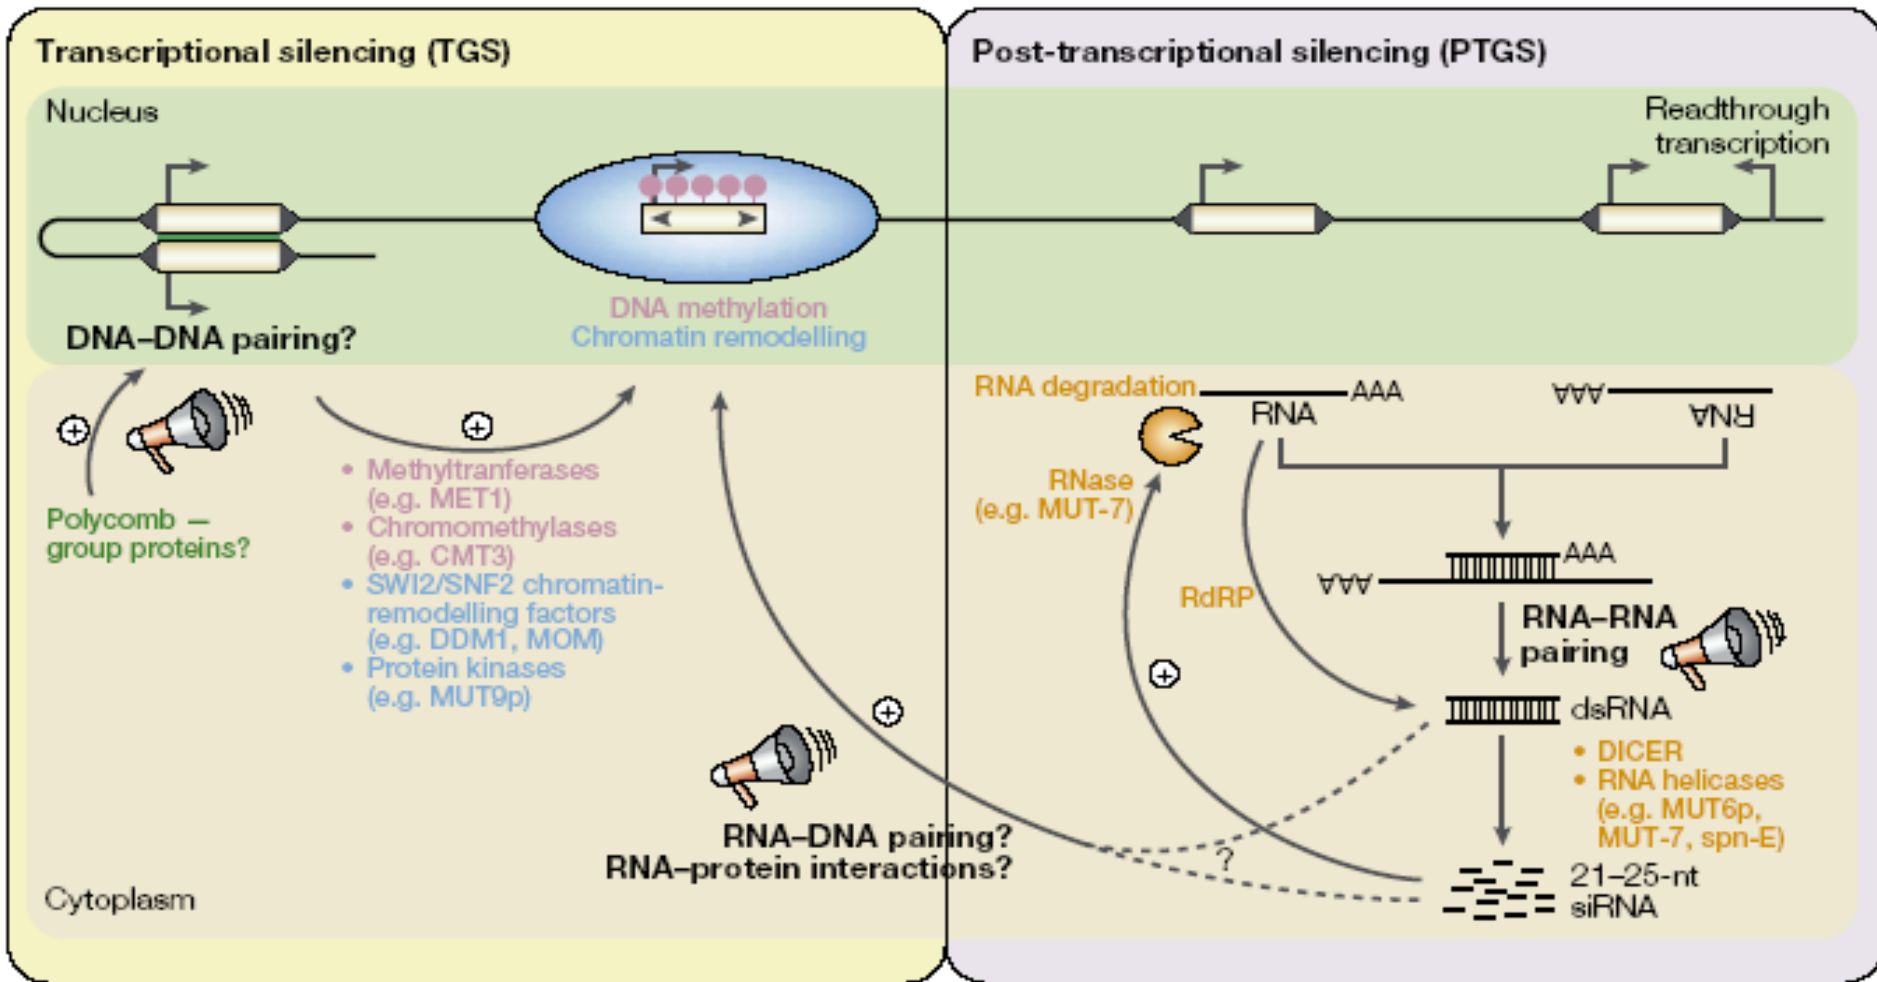 Transcriptional silencing (TGS)
Post-transcriptional silencing (PTGS)
Nucleus
Readthrough
transcription
DNA–DNA pairing?
DNA methylation
Chromatin remodelling
Polycomb —
group proteins?
• Methyltranferases
(e.g. MET1)
• Chromomethylases
(e.g. CMT3)
• SWI2/SNF2 chromatin-
remodelling factors
(e.g. DDM1, MOM)
• Protein kinases
(e.g. MUT9p)
+
+
+
RNA–DNA pairing?
RNA–protein interactions?
Cytoplasm
RNA degradation
AAA
RNA
AAA
RNA
RNase
(e.g. MUT-7)
RdRP
+
AAA
AAA
RNA–RNA
pairing
dsRNA
• DICER
• RNA helicases
(e.g. MUT6p,
MUT-7, spn-E)
?
21–25-nt
siRNA